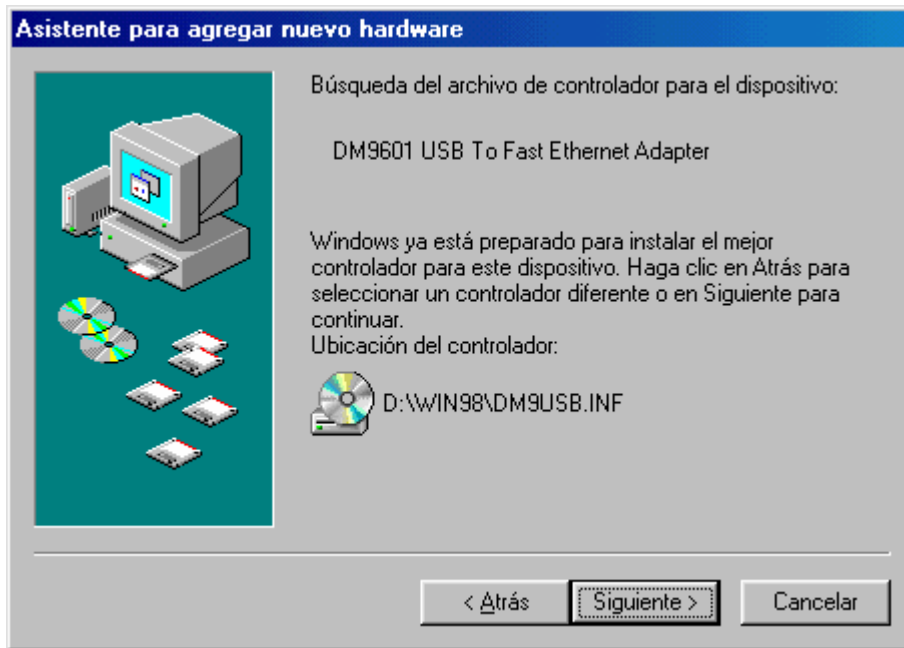 Asistente para agregar nuevo hardware
Búsqueda del archivo de controlador para el dispositivo:
DM9601 USB To Fast Ethernet Adapter
Windows ya está preparado para instalar el mejor
controlador para este dispositivo. Haga clic en Atrás para
seleccionar un controlador diferente o en Siguiente para
continuar.
Ubicación del controlador:
D:\WIN98\DM9USB.INF
< Atrás
Siguiente >
Cancelar